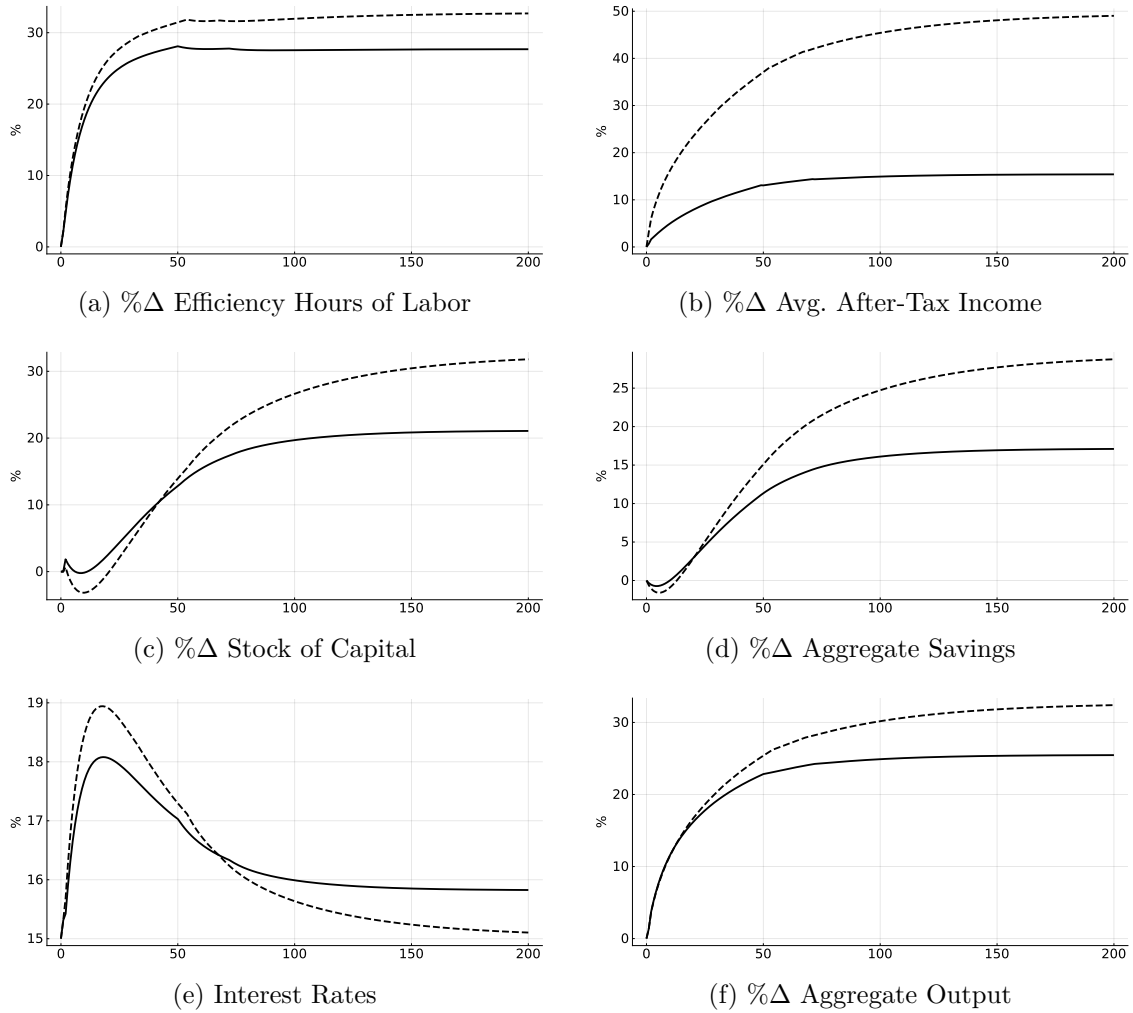 %
30
20
10
0
0 50 100 150 200
(a) %Δ Efficiency Hours of Labor
%
50
40
30
20
10
0
0 50 100 150 200
(b) %Δ Avg. After-Tax Income
%
30
20
10
0
0 50 100 150 200
(c) %Δ Stock of Capital
%
25
20
15
10
5
0
0 50 100 150 200
(d) %Δ Aggregate Savings
%
19
18
17
16
15
0 50 100 150 200
(e) Interest Rates
%
30
20
10
0
0 50 100 150 200
(f) %Δ Aggregate Output